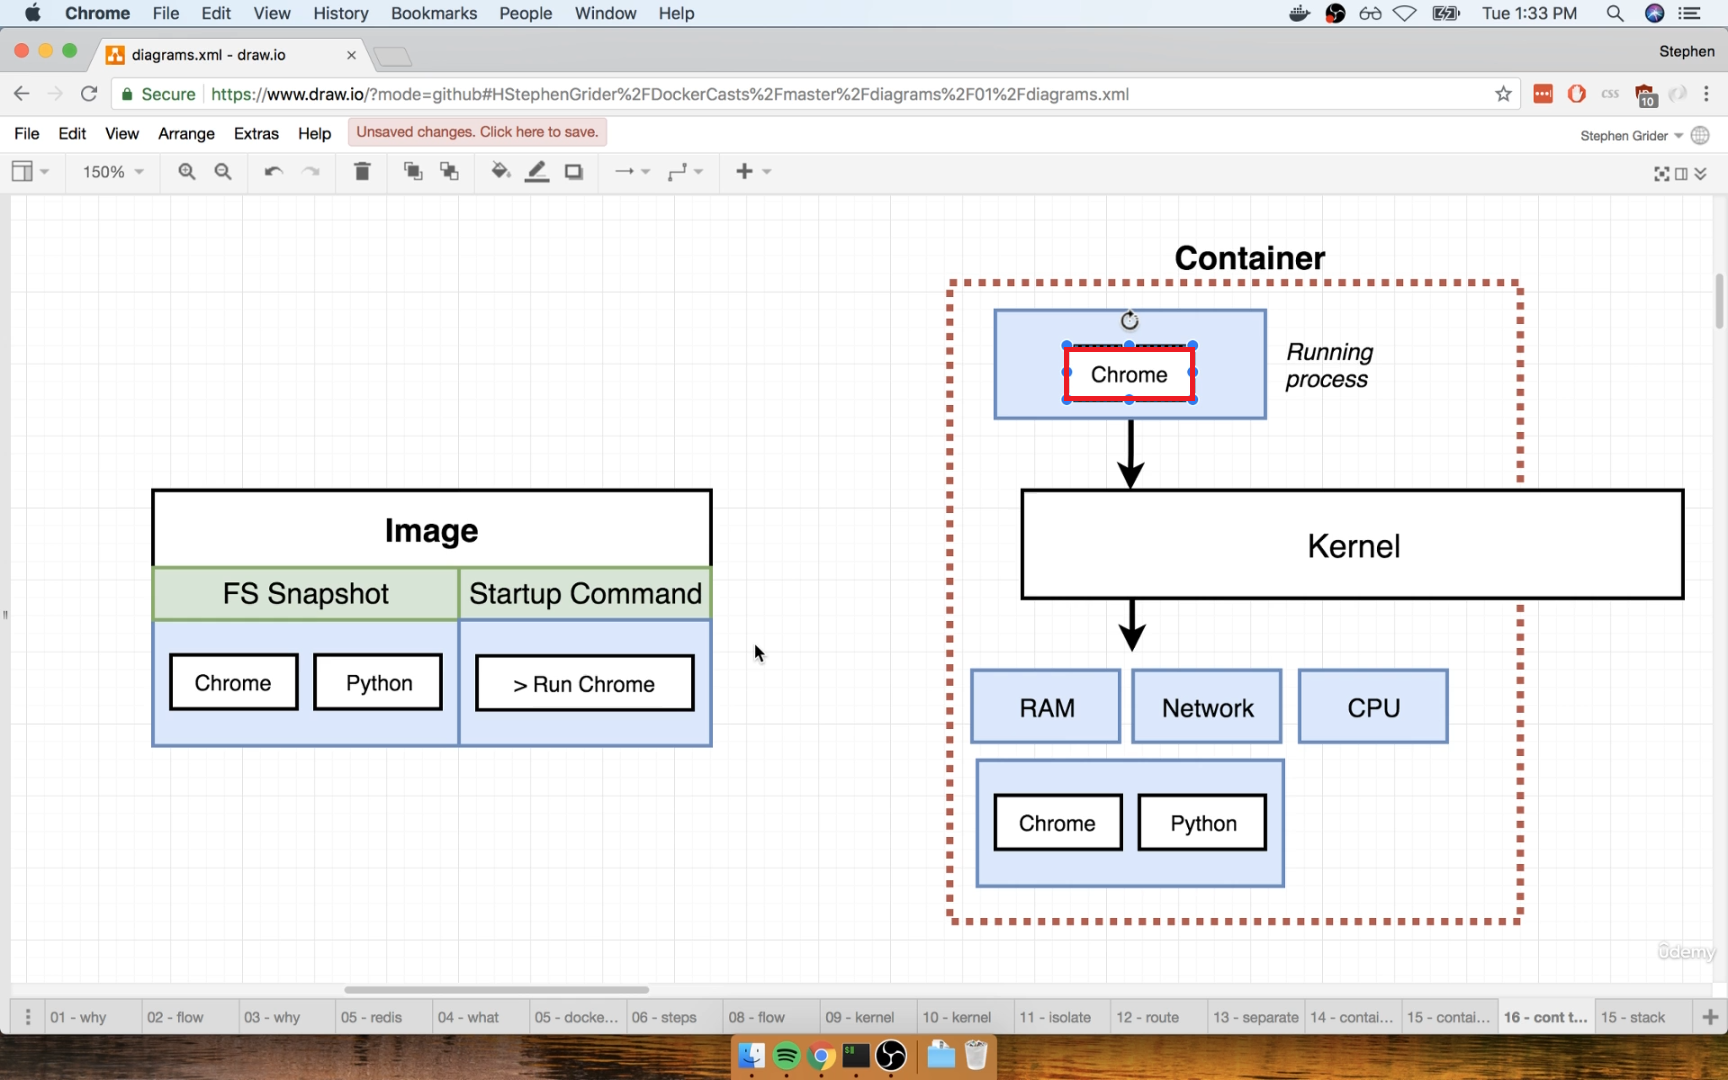 Chrome File Edit View History Bookmarks People Window Help Tue 1:33 PM
diagrams.xml - draw.io Stephen
Secure https://www.draw.io/?mode=github#HStephenGrider%2FDockerCasts%2Fmaster%2Fdiagrams%2F01%2Fdiagrams.xml CSS 10
File Edit View Arrange Extras Help Unsaved changes. Click here to save. Stephen Grider
150%
Container
Chrome
Running
process
Kernel
Image
FS Snapshot Startup Command
Chrome Python > Run Chrome
RAM Network CPU
Chrome Python
ûdemy
01 - why 02 - flow 03 - why 05 - redis 04 - what 05 - docke... 06 - steps 08 - flow 09 - kernel 10 - kernel 11 - isolate 12 - route 13 - separate 14 - contai... 15 - contai... 16 - cont t... 15 - stack